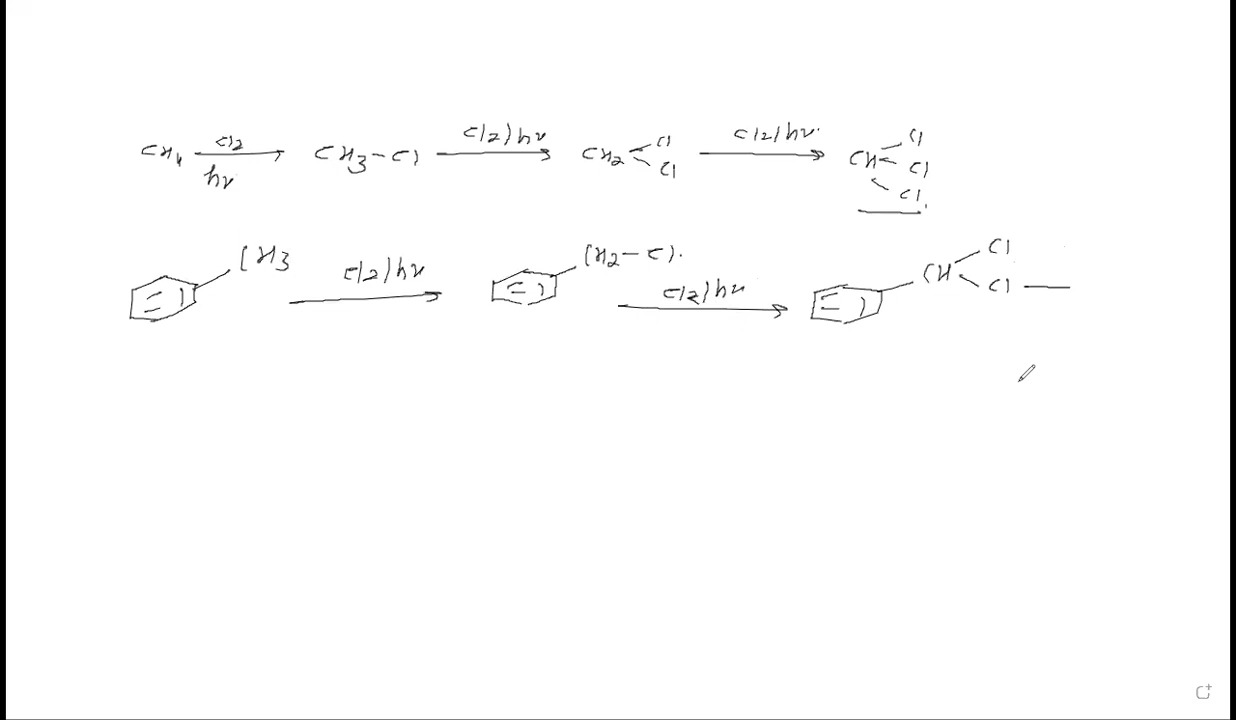 CH4 Cl2 hν CH3-Cl Cl2/hν CH2 Cl Cl Cl2/hν. CH Cl Cl Cl.
CH3 Cl2/hν CH2-Cl. Cl2/hν CH Cl Cl